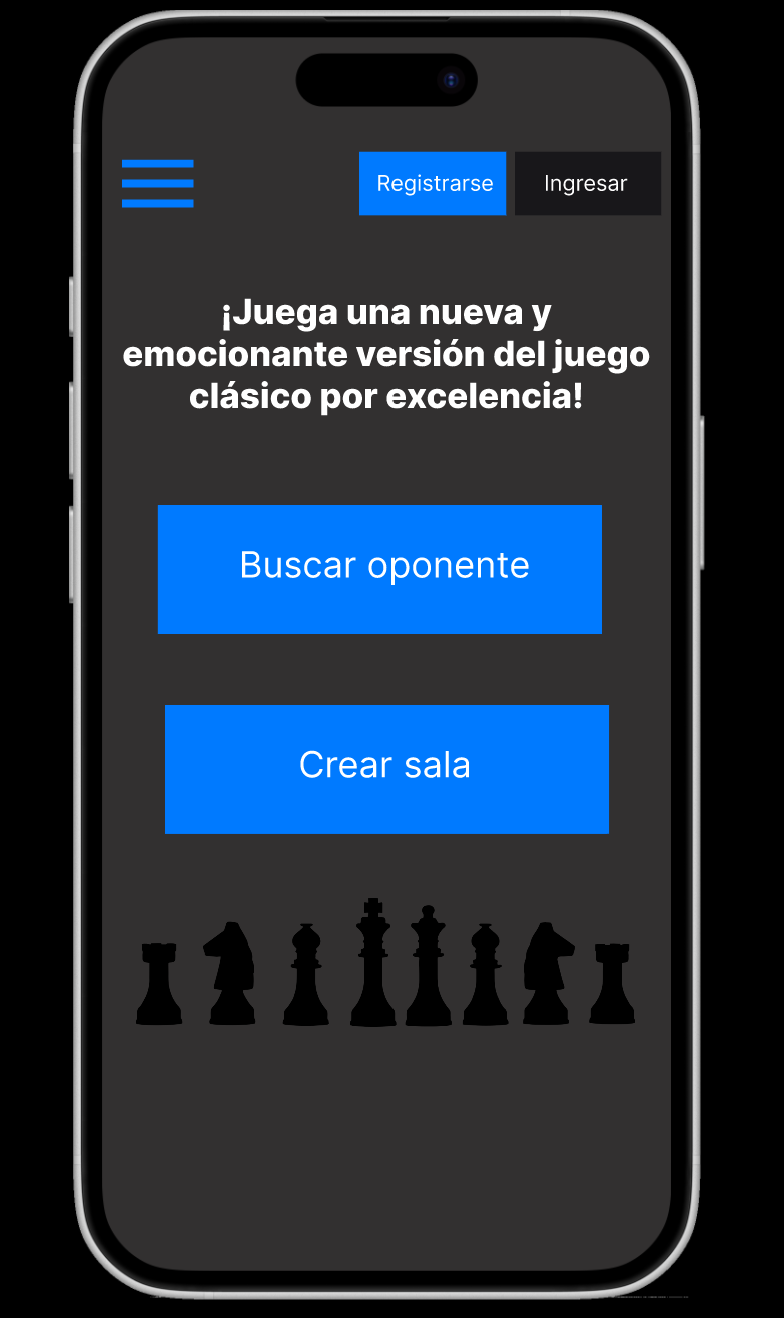 Registrarse
Ingresar
¡Juega una nueva y
emocionante versión del juego
clásico por excelencia!
Buscar oponente
Crear sala